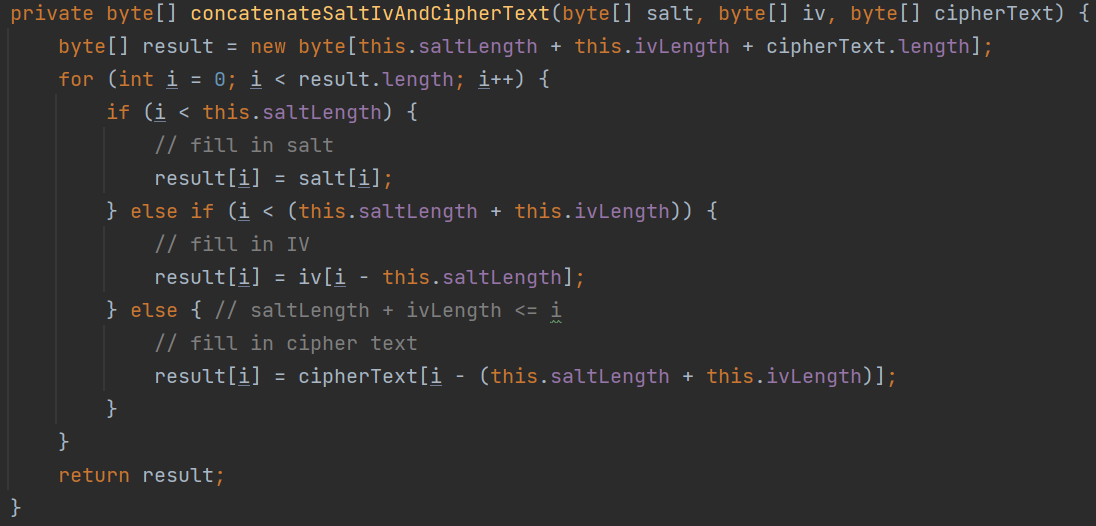 private byte[] concatenateSaltIvAndCipherText(byte[] salt, byte[] iv, byte[] cipherText) {
    byte[] result = new byte[this.saltLength + this.ivLength + cipherText.length];
    for (int i = 0; i < result.length; i++) {
        if (i < this.saltLength) {
            // fill in salt
            result[i] = salt[i];
        } else if (i < (this.saltLength + this.ivLength)) {
            // fill in IV
            result[i] = iv[i - this.saltLength];
        } else { // saltLength + ivLength <= i
            // fill in cipher text
            result[i] = cipherText[i - (this.saltLength + this.ivLength)];
        }
    }
    return result;
}